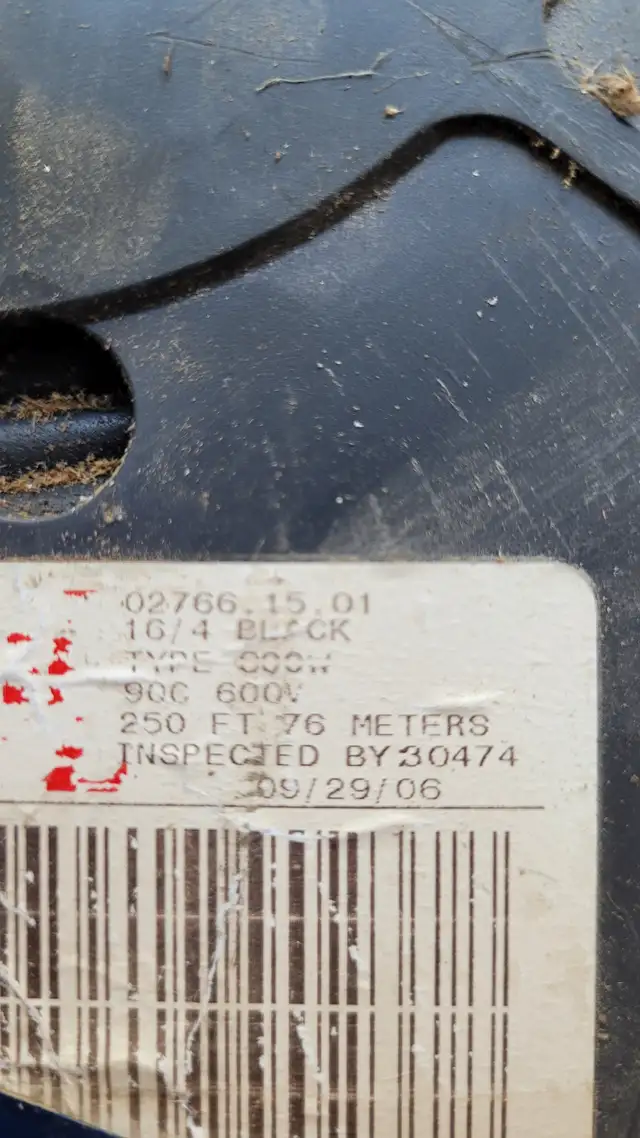 02766.15.01
16/4 BLACK
TYPE
90C 600V
250 FT 76 METERS
INSPECTED BY 30474
09/29/06